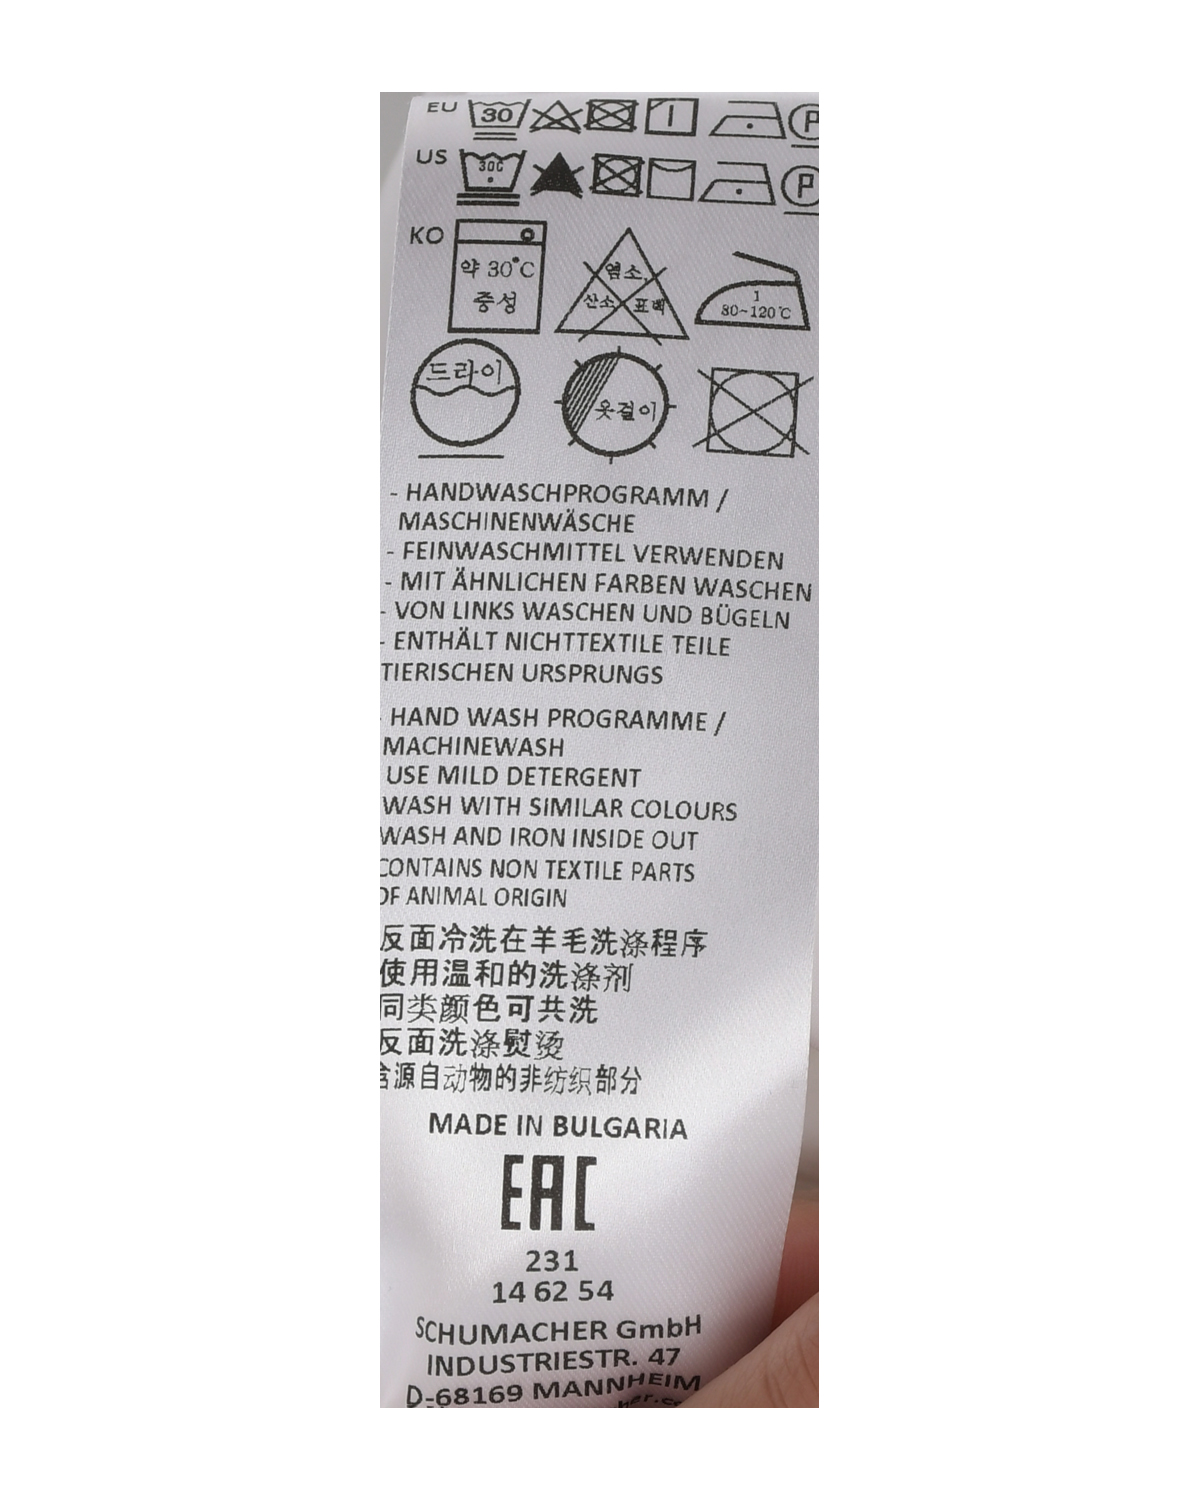 EU 30 P
US 30C P
KO
약 30°C
중성
염소,
산소 표백
1
80~120℃
드라이
옷걸이
- HANDWASCHPROGRAMM /
MASCHINENWÄSCHE
- FEINWASCHMITTEL VERWENDEN
- MIT ÄHNLICHEN FARBEN WASCHEN
- VON LINKS WASCHEN UND BÜGELN
- ENTHÄLT NICHTTEXTILE TEILE
TIERISCHEN URSPRUNGS
- HAND WASH PROGRAMME /
MACHINEWASH
USE MILD DETERGENT
WASH WITH SIMILAR COLOURS
WASH AND IRON INSIDE OUT
CONTAINS NON TEXTILE PARTS
OF ANIMAL ORIGIN
反面冷洗在羊毛洗涤程序
使用温和的洗涤剂
同类颜色可共洗
反面洗涤熨烫
含源自动物的非纺织部分
MADE IN BULGARIA
EAC
231
14 62 54
SCHUMACHER GmbH
INDUSTRIESTR. 47
D-68169 MANNHEIM